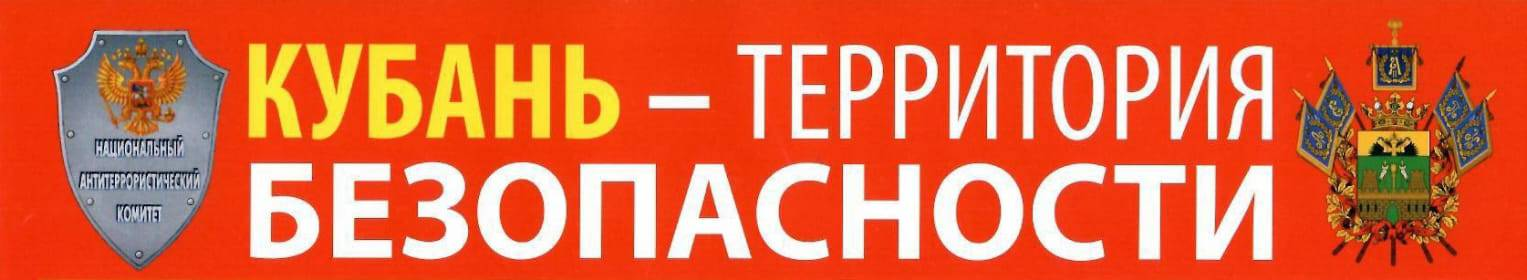 НАЦИОНАЛЬНЫЙ
АНТИТЕРРОРИСТИЧЕСКИЙ
КОМИТЕТ
КУБАНЬ – ТЕРРИТОРИЯ
БЕЗОПАСНОСТИ